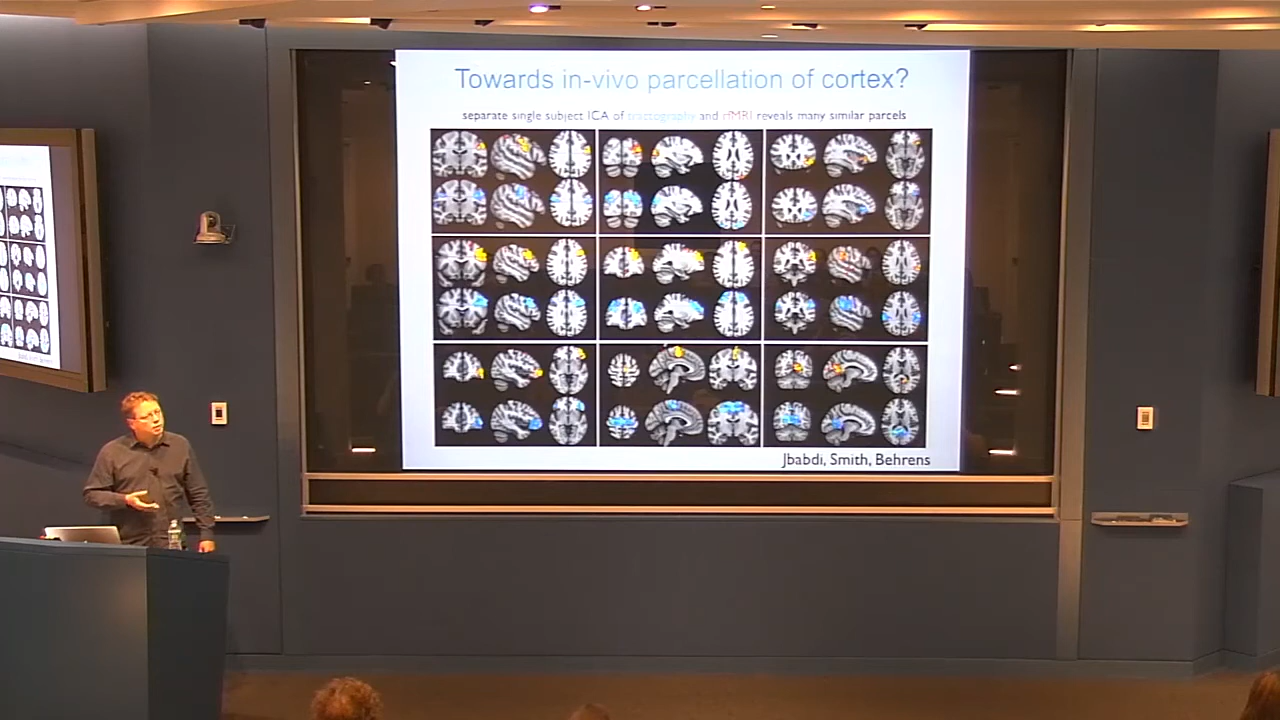 Towards in-vivo parcellation of cortex?
separate single subject ICA of tractography and rfMRI reveals many similar parcels
Jbabdi, Smith, Behrens